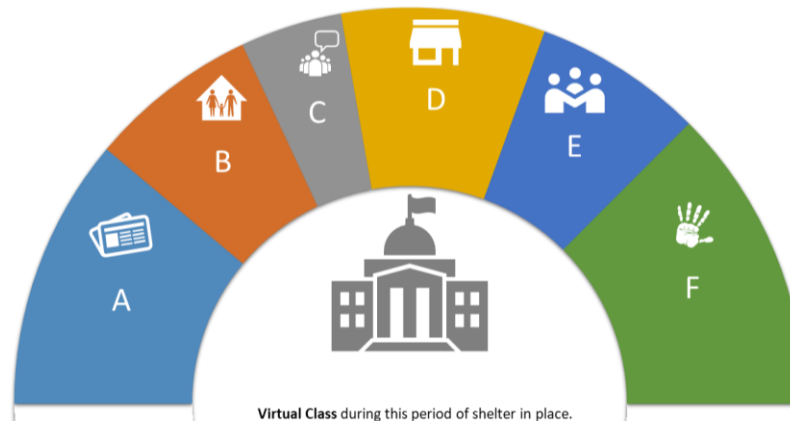 A
B
C
D
E
F
Virtual Class during this period of shelter in place.